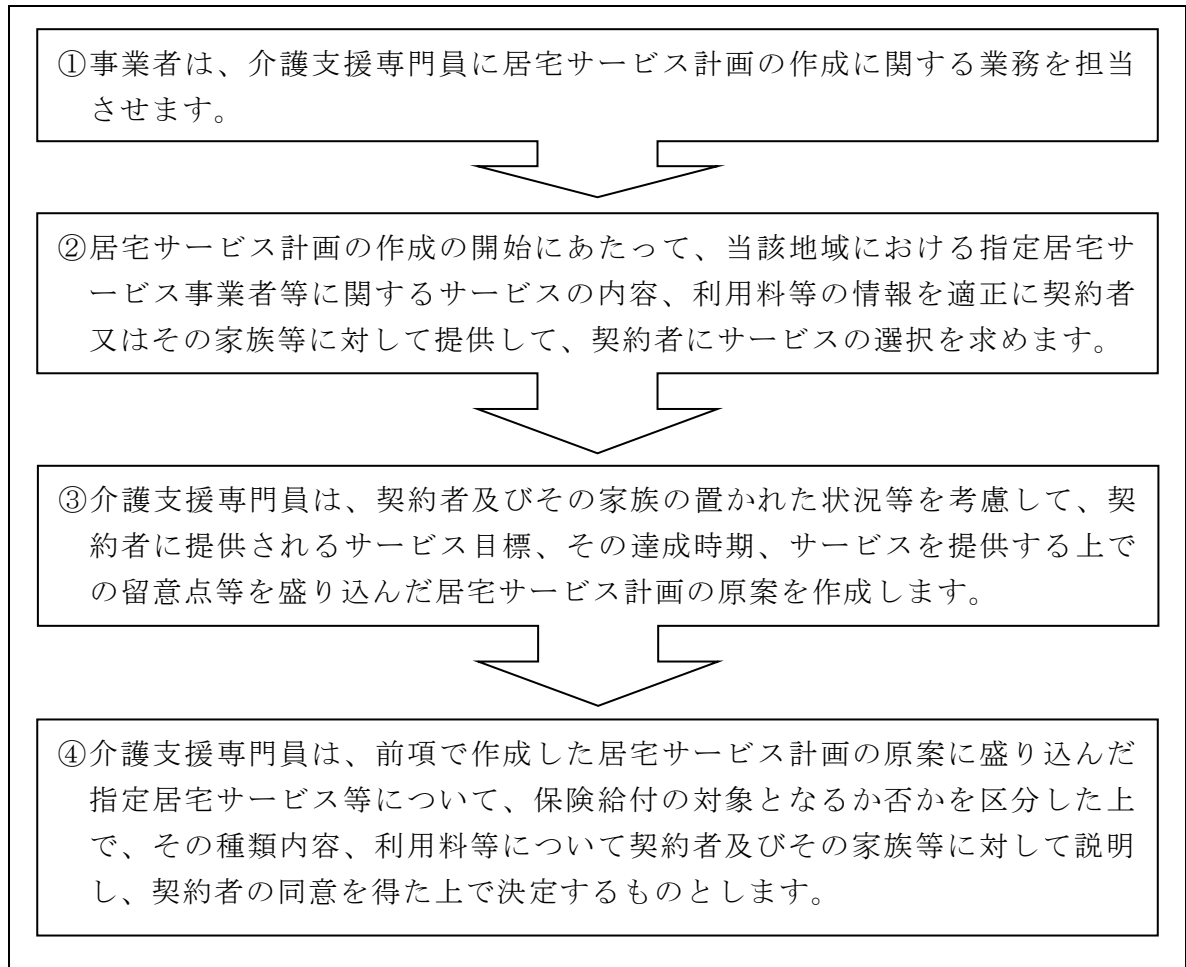 ①事業者は、介護支援専門員に居宅サービス計画の作成に関する業務を担当
させます。
②居宅サービス計画の作成の開始にあたって、当該地域における指定居宅サ
ービス事業者等に関するサービスの内容、利用料等の情報を適正に契約者
又はその家族等に対して提供して、契約者にサービスの選択を求めます。
③介護支援専門員は、契約者及びその家族の置かれた状況等を考慮して、契
約者に提供されるサービス目標、その達成時期、サービスを提供する上で
の留意点等を盛り込んだ居宅サービス計画の原案を作成します。
④介護支援専門員は、前項で作成した居宅サービス計画の原案に盛り込んだ
指定居宅サービス等について、保険給付の対象となるか否かを区分した上
で、その種類内容、利用料等について契約者及びその家族等に対して説明
し、契約者の同意を得た上で決定するものとします。